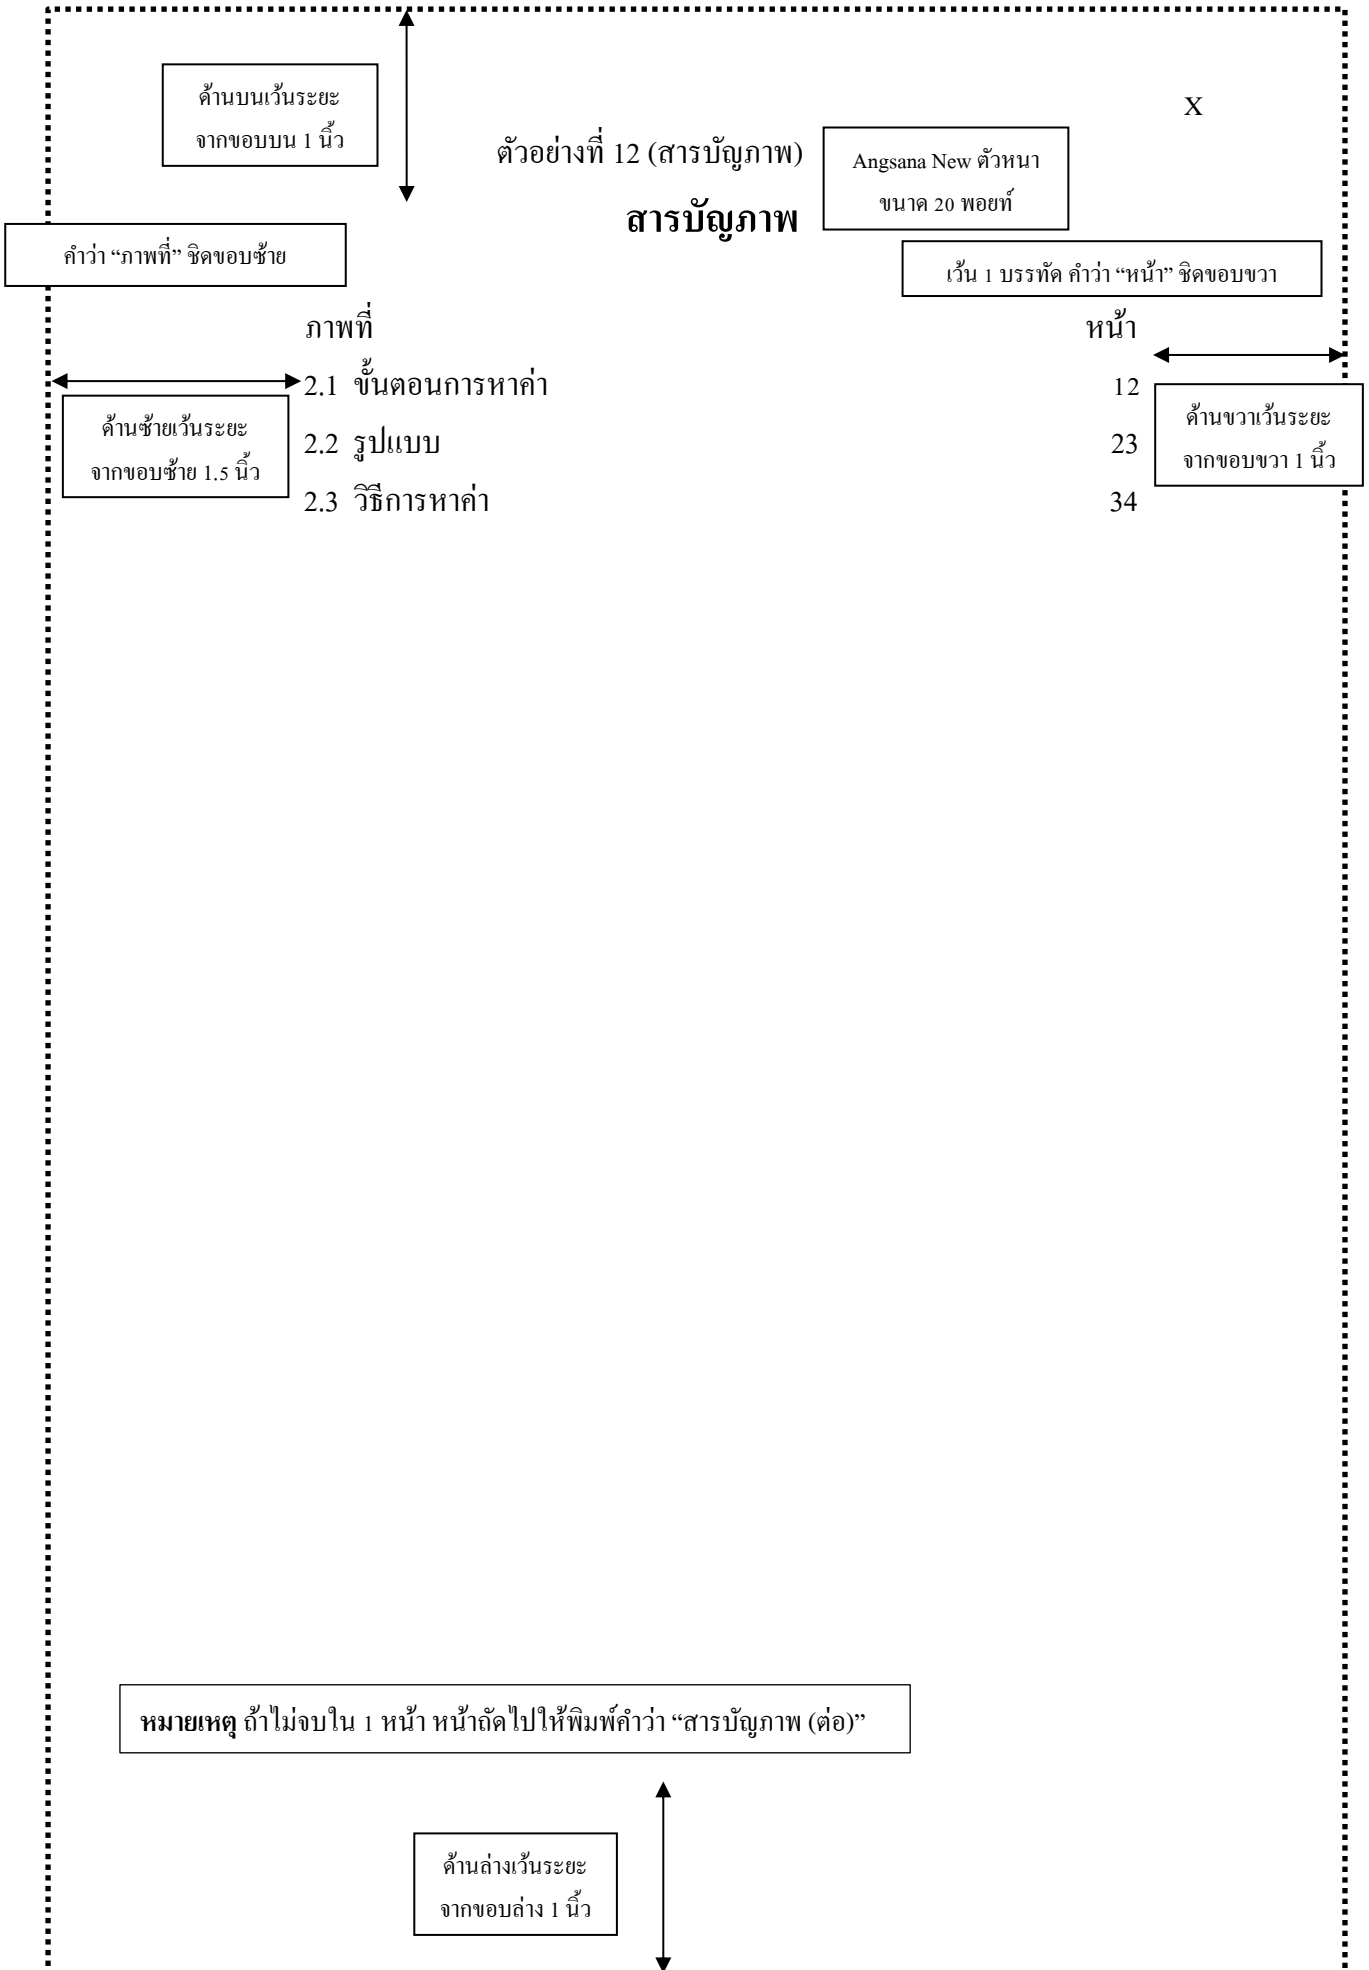 ด้านบนเว้นระยะ
จากขอบบน 1 นิ้ว
X
ตัวอย่างที่ 12 (สารบัญภาพ)
Angsana New ตัวหนา
ขนาด 20 พอยท์
สารบัญภาพ
คำว่า “ภาพที่” ชิดขอบซ้าย
เว้น 1 บรรทัด คำว่า “หน้า” ชิดขอบขวา
ภาพที่ หน้า
2.1 ขั้นตอนการหาค่า 12
ด้านซ้ายเว้นระยะ
จากขอบซ้าย 1.5 นิ้ว
ด้านขวาเว้นระยะ
จากขอบขวา 1 นิ้ว
2.2 รูปแบบ 23
2.3 วิธีการหาค่า 34
หมายเหตุ ถ้าไม่จบใน 1 หน้า หน้าถัดไปให้พิมพ์คำว่า “สารบัญภาพ (ต่อ)”
ด้านล่างเว้นระยะ
จากขอบล่าง 1 นิ้ว